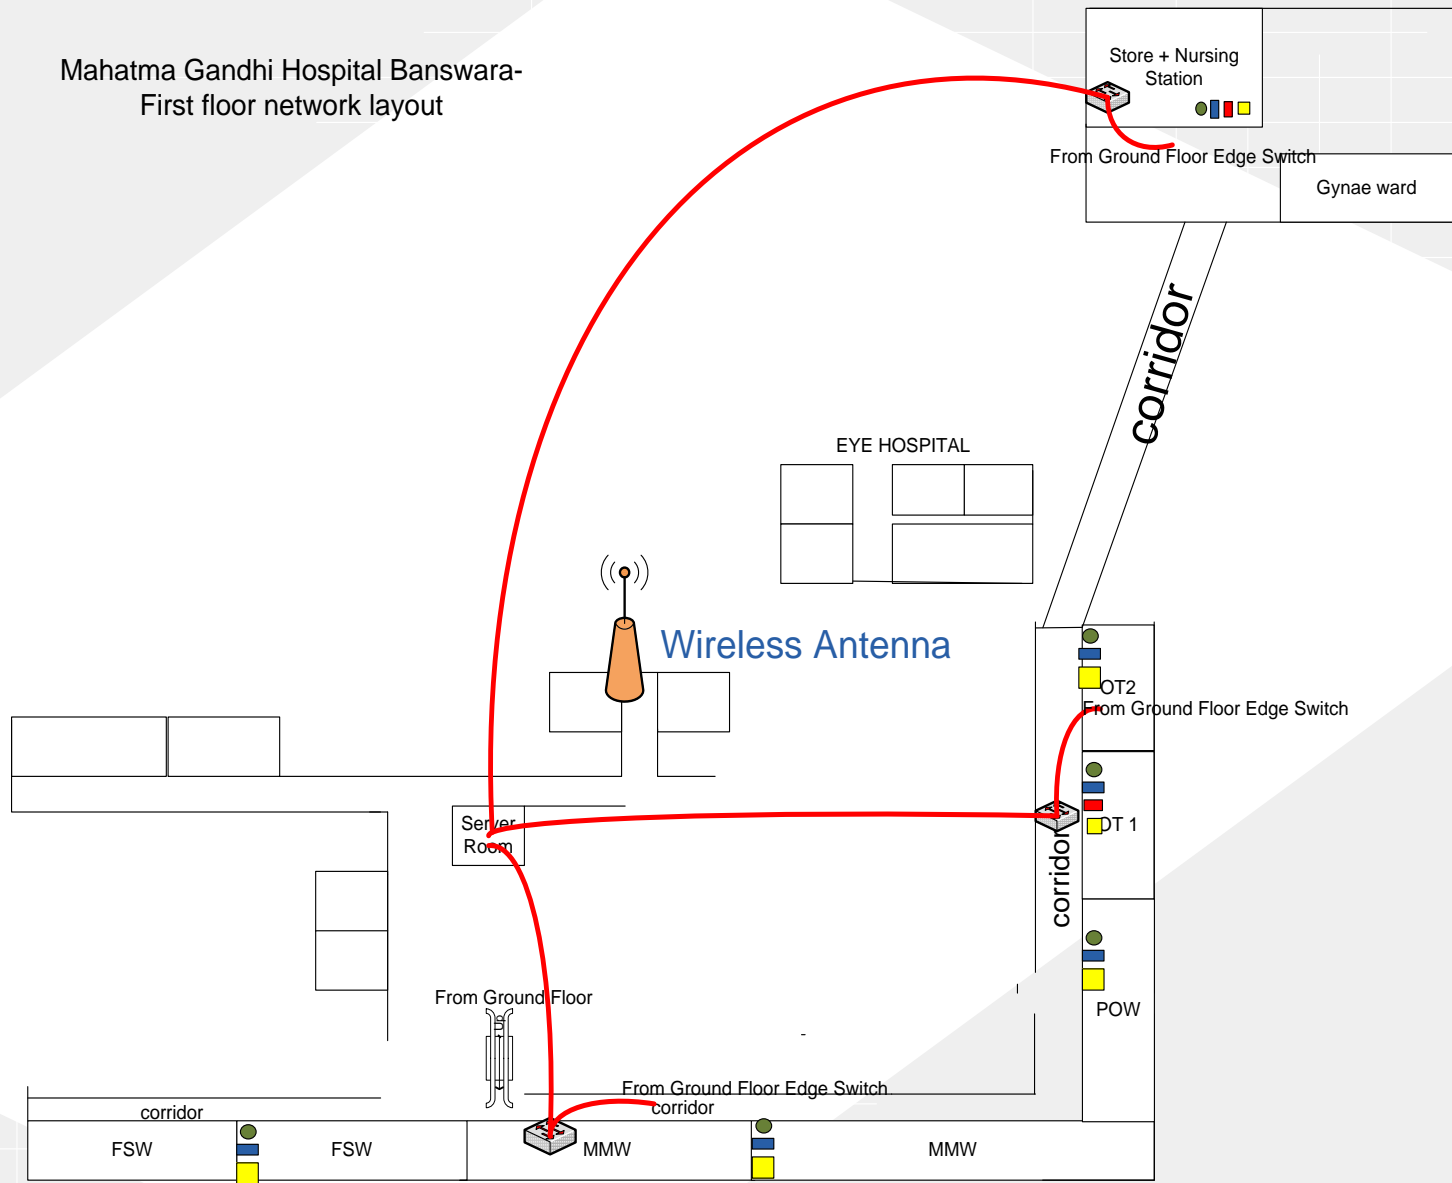 Mahatma Gandhi Hospital Banswara-
First floor network layout
Store + Nursing
Station
From Ground Floor Edge Switch
Gynae ward
corridor
EYE HOSPITAL
Wireless Antenna
OT2
From Ground Floor Edge Switch
Server
Room
OT 1
corridor
From Ground Floor
Up
POW
-
From Ground Floor Edge Switch
corridor
corridor
FSW
FSW
MMW
MMW